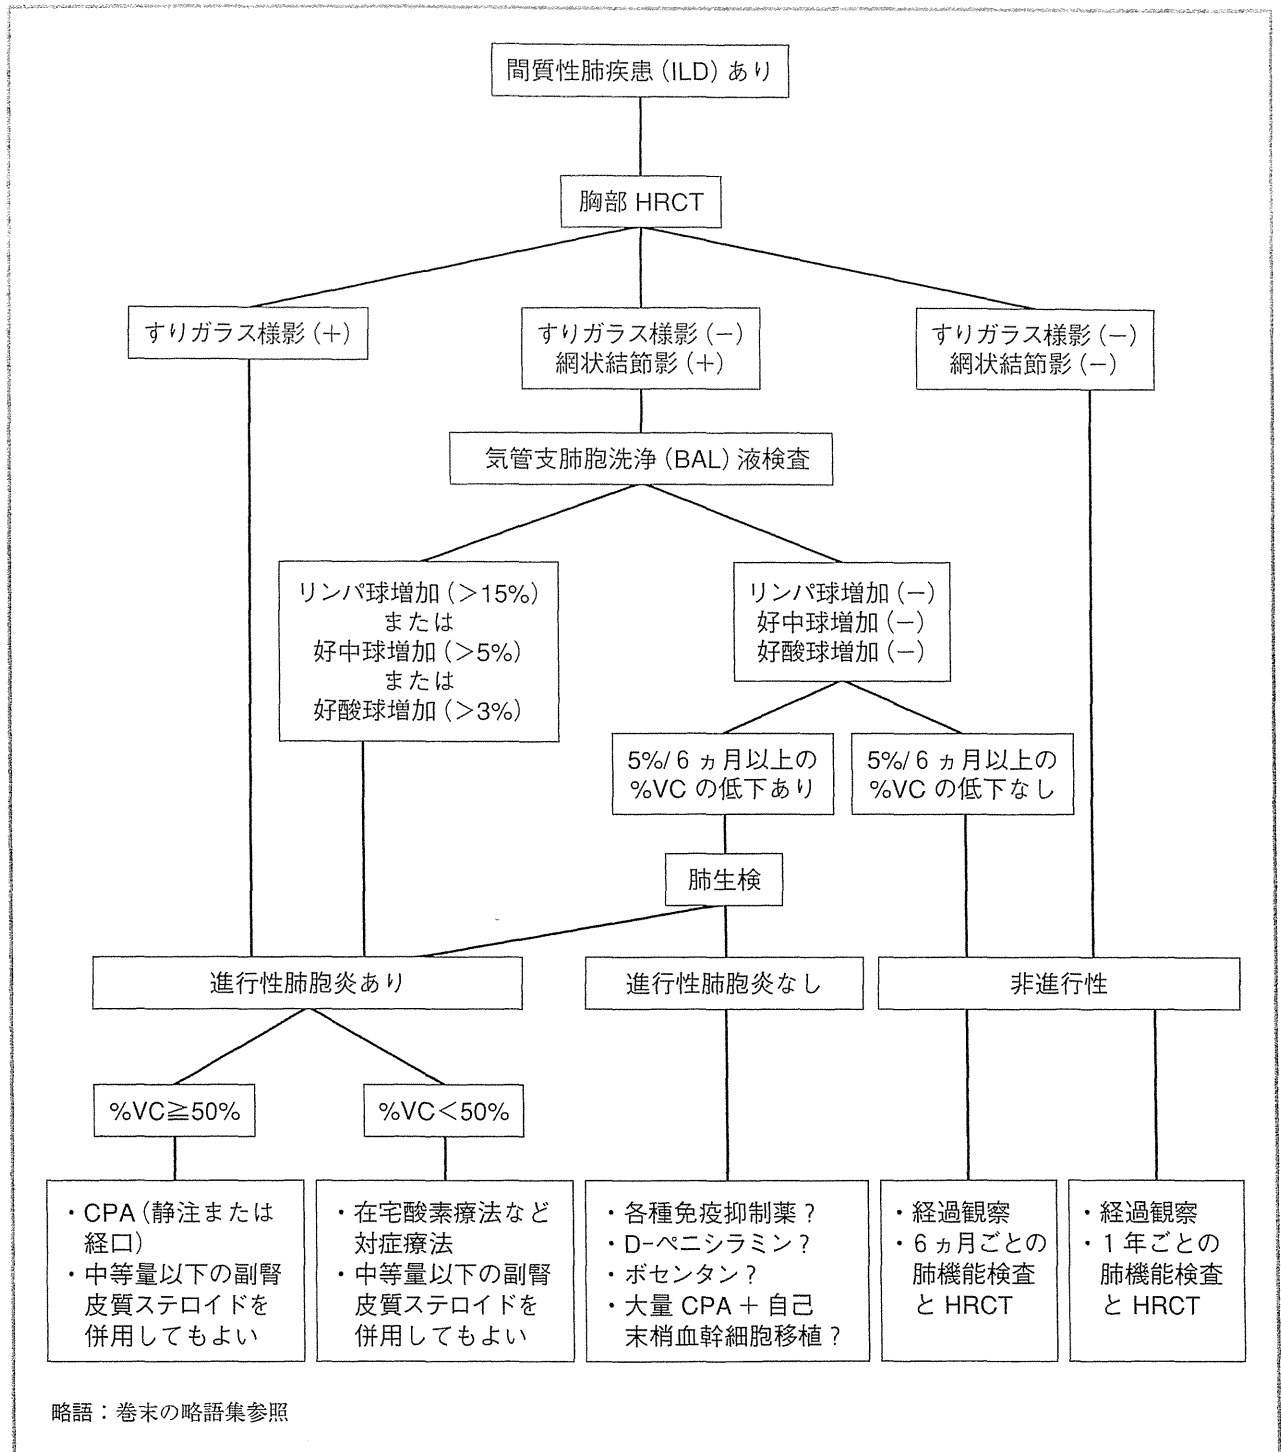 間質性肺疾患（ILD）あり
胸部 HRCT
すりガラス様影（＋）
すりガラス様影（－）
網状結節影（＋）
すりガラス様影（－）
網状結節影（－）
気管支肺胞洗浄（BAL）液検査
リンパ球増加（＞15%）
または
好中球増加（＞5%）
または
好酸球増加（＞3%）
リンパ球増加（－）
好中球増加（－）
好酸球増加（－）
5%/ 6 ヵ月以上の
%VC の低下あり
5%/ 6 ヵ月以上の
%VC の低下なし
肺生検
進行性肺胞炎あり
進行性肺胞炎なし
非進行性
%VC≧50%
%VC＜50%
・CPA（静注または
経口）
・中等量以下の副腎
皮質ステロイドを
併用してもよい
・在宅酸素療法など
対症療法
・中等量以下の副腎
皮質ステロイドを
併用してもよい
・各種免疫抑制薬？
・D-ペニシラミン？
・ボセンタン？
・大量 CPA ＋ 自己
末梢血幹細胞移植？
・経過観察
・6 ヵ月ごとの
肺機能検査
と HRCT
・経過観察
・1 年ごとの
肺機能検査
と HRCT
略語：巻末の略語集参照